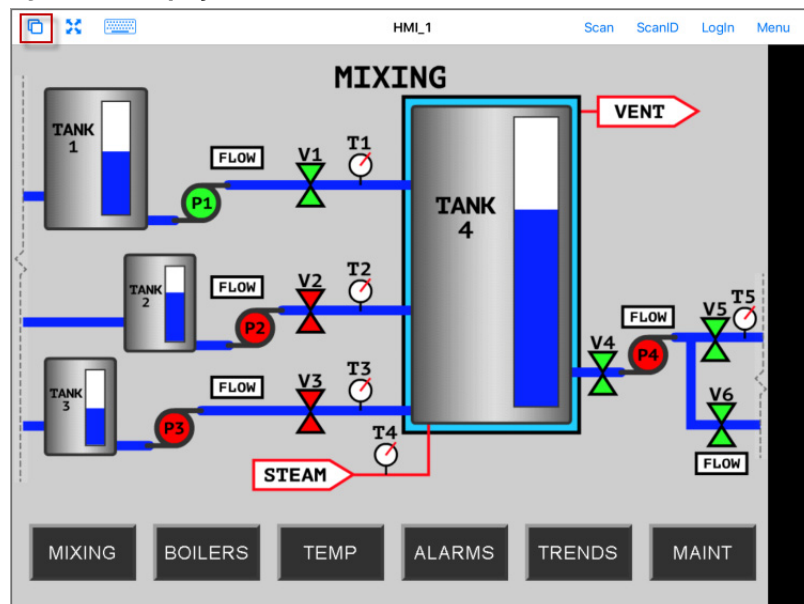 HMI_1 Scan ScanID LogIn Menu
MIXING
VENT
TANK
1
FLOW V1 T1
P1
TANK
4
TANK
2
FLOW V2 T2
P2
FLOW V5 T5
V4 P4
TANK
3
FLOW V3 T3
P3
V6
T4
FLOW
STEAM
MIXING BOILERS TEMP ALARMS TRENDS MAINT